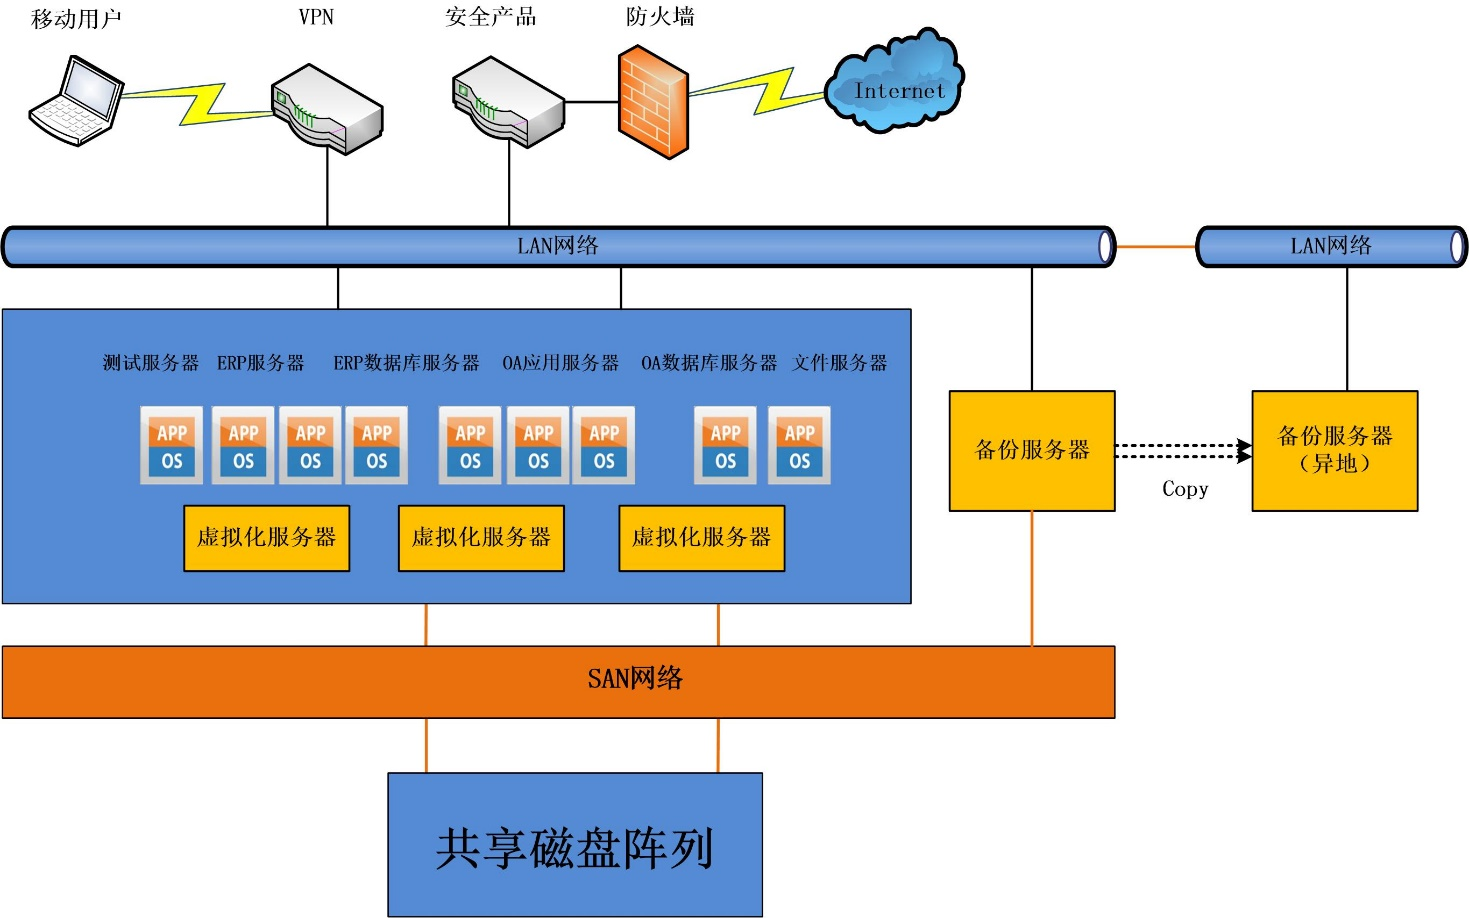 移动用户
VPN
安全产品
防火墙
Internet
LAN网络
LAN网络
测试服务器
ERP服务器
ERP数据库服务器
OA应用服务器
OA数据库服务器
文件服务器
APP
OS
APP
OS
APP
OS
APP
OS
APP
OS
APP
OS
APP
OS
APP
OS
APP
OS
虚拟化服务器
虚拟化服务器
虚拟化服务器
备份服务器
Copy
备份服务器
（异地）
SAN网络
共享磁盘阵列